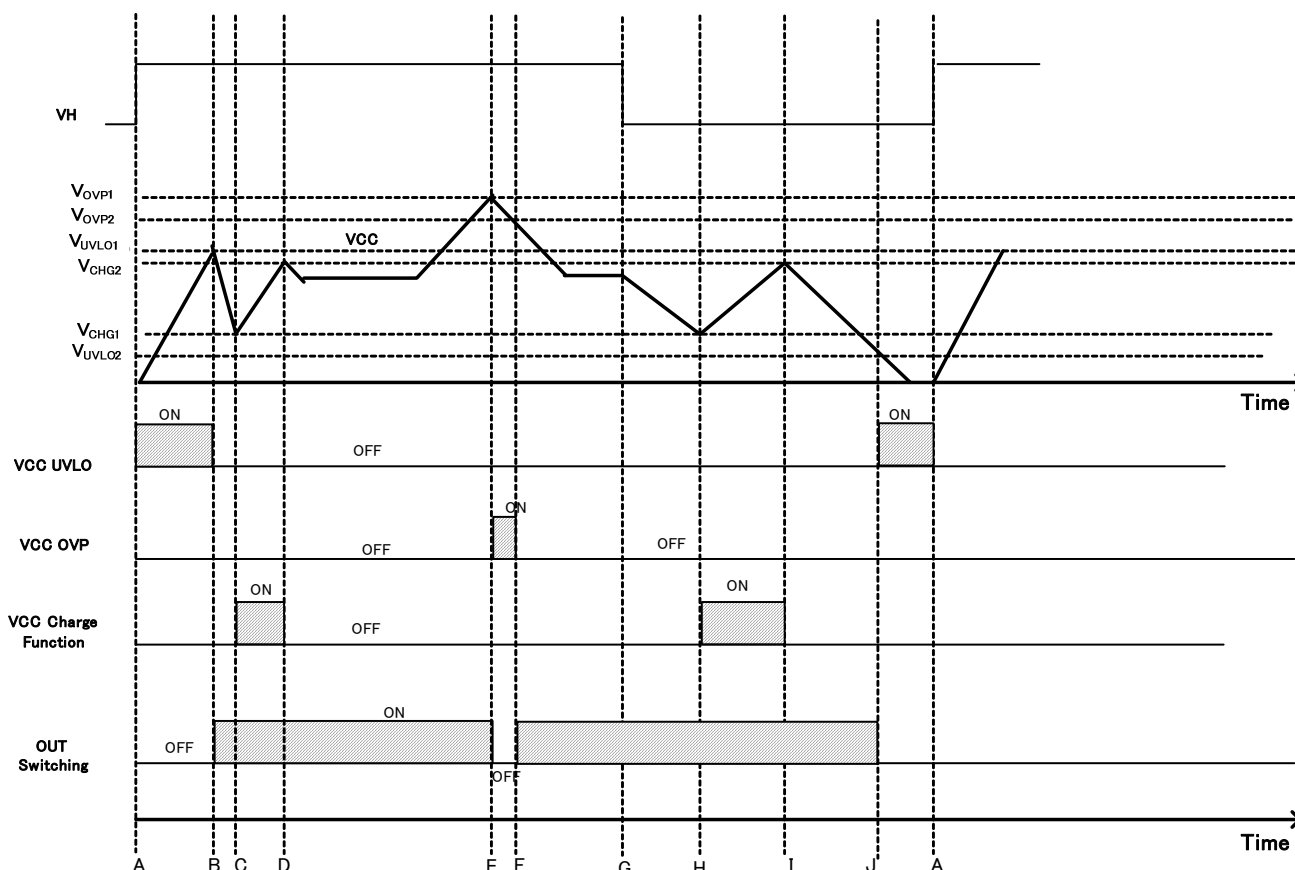 VH
VOVP1
VOVP2
VUVLO1
VCC
VCHG2
VCHG1
VUVLO2
Time
ON
ON
VCC UVLO
OFF
ON
VCC OVP
OFF
OFF
ON
ON
VCC Charge
Function
OFF
ON
OUT
Switching
OFF
OFF
Time
A B C D E F G H I J A